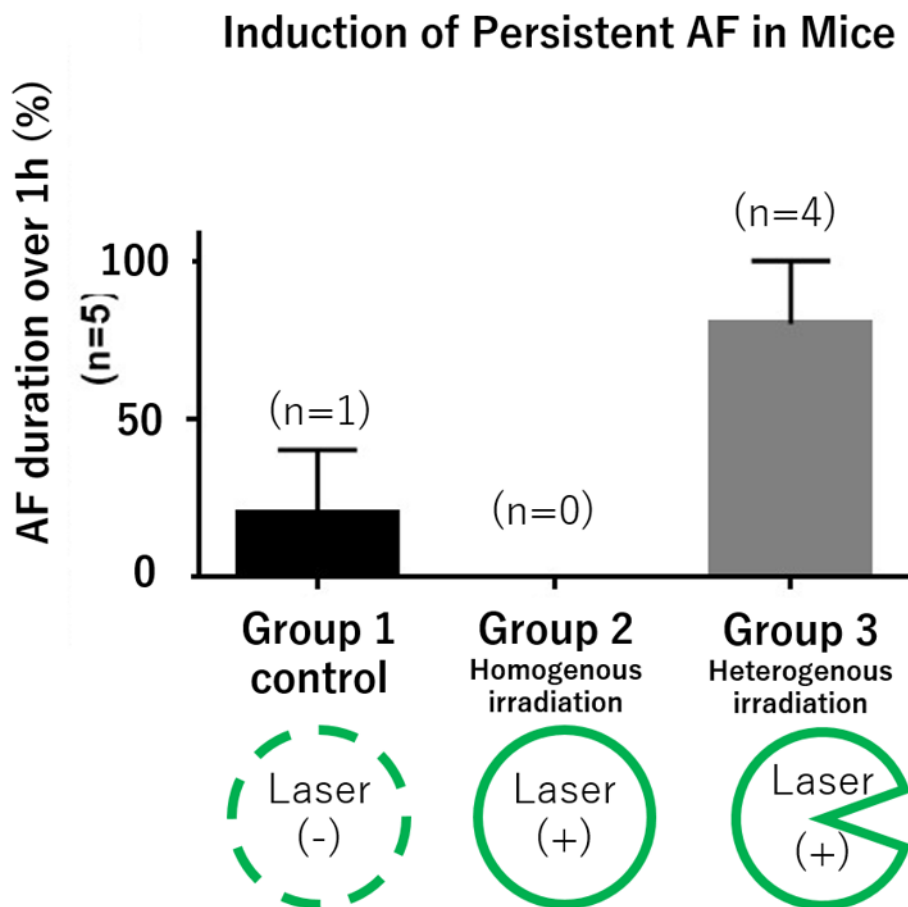 Induction of Persistent AF in Mice
AF duration over 1h (%)
(n=5)
100
50
0
(n=1)
(n=0)
(n=4)
Group 1
control
Group 2
Homogenous
irradiation
Group 3
Heterogenous
irradiation
Laser
(-)
Laser
(+)
Laser
(+)